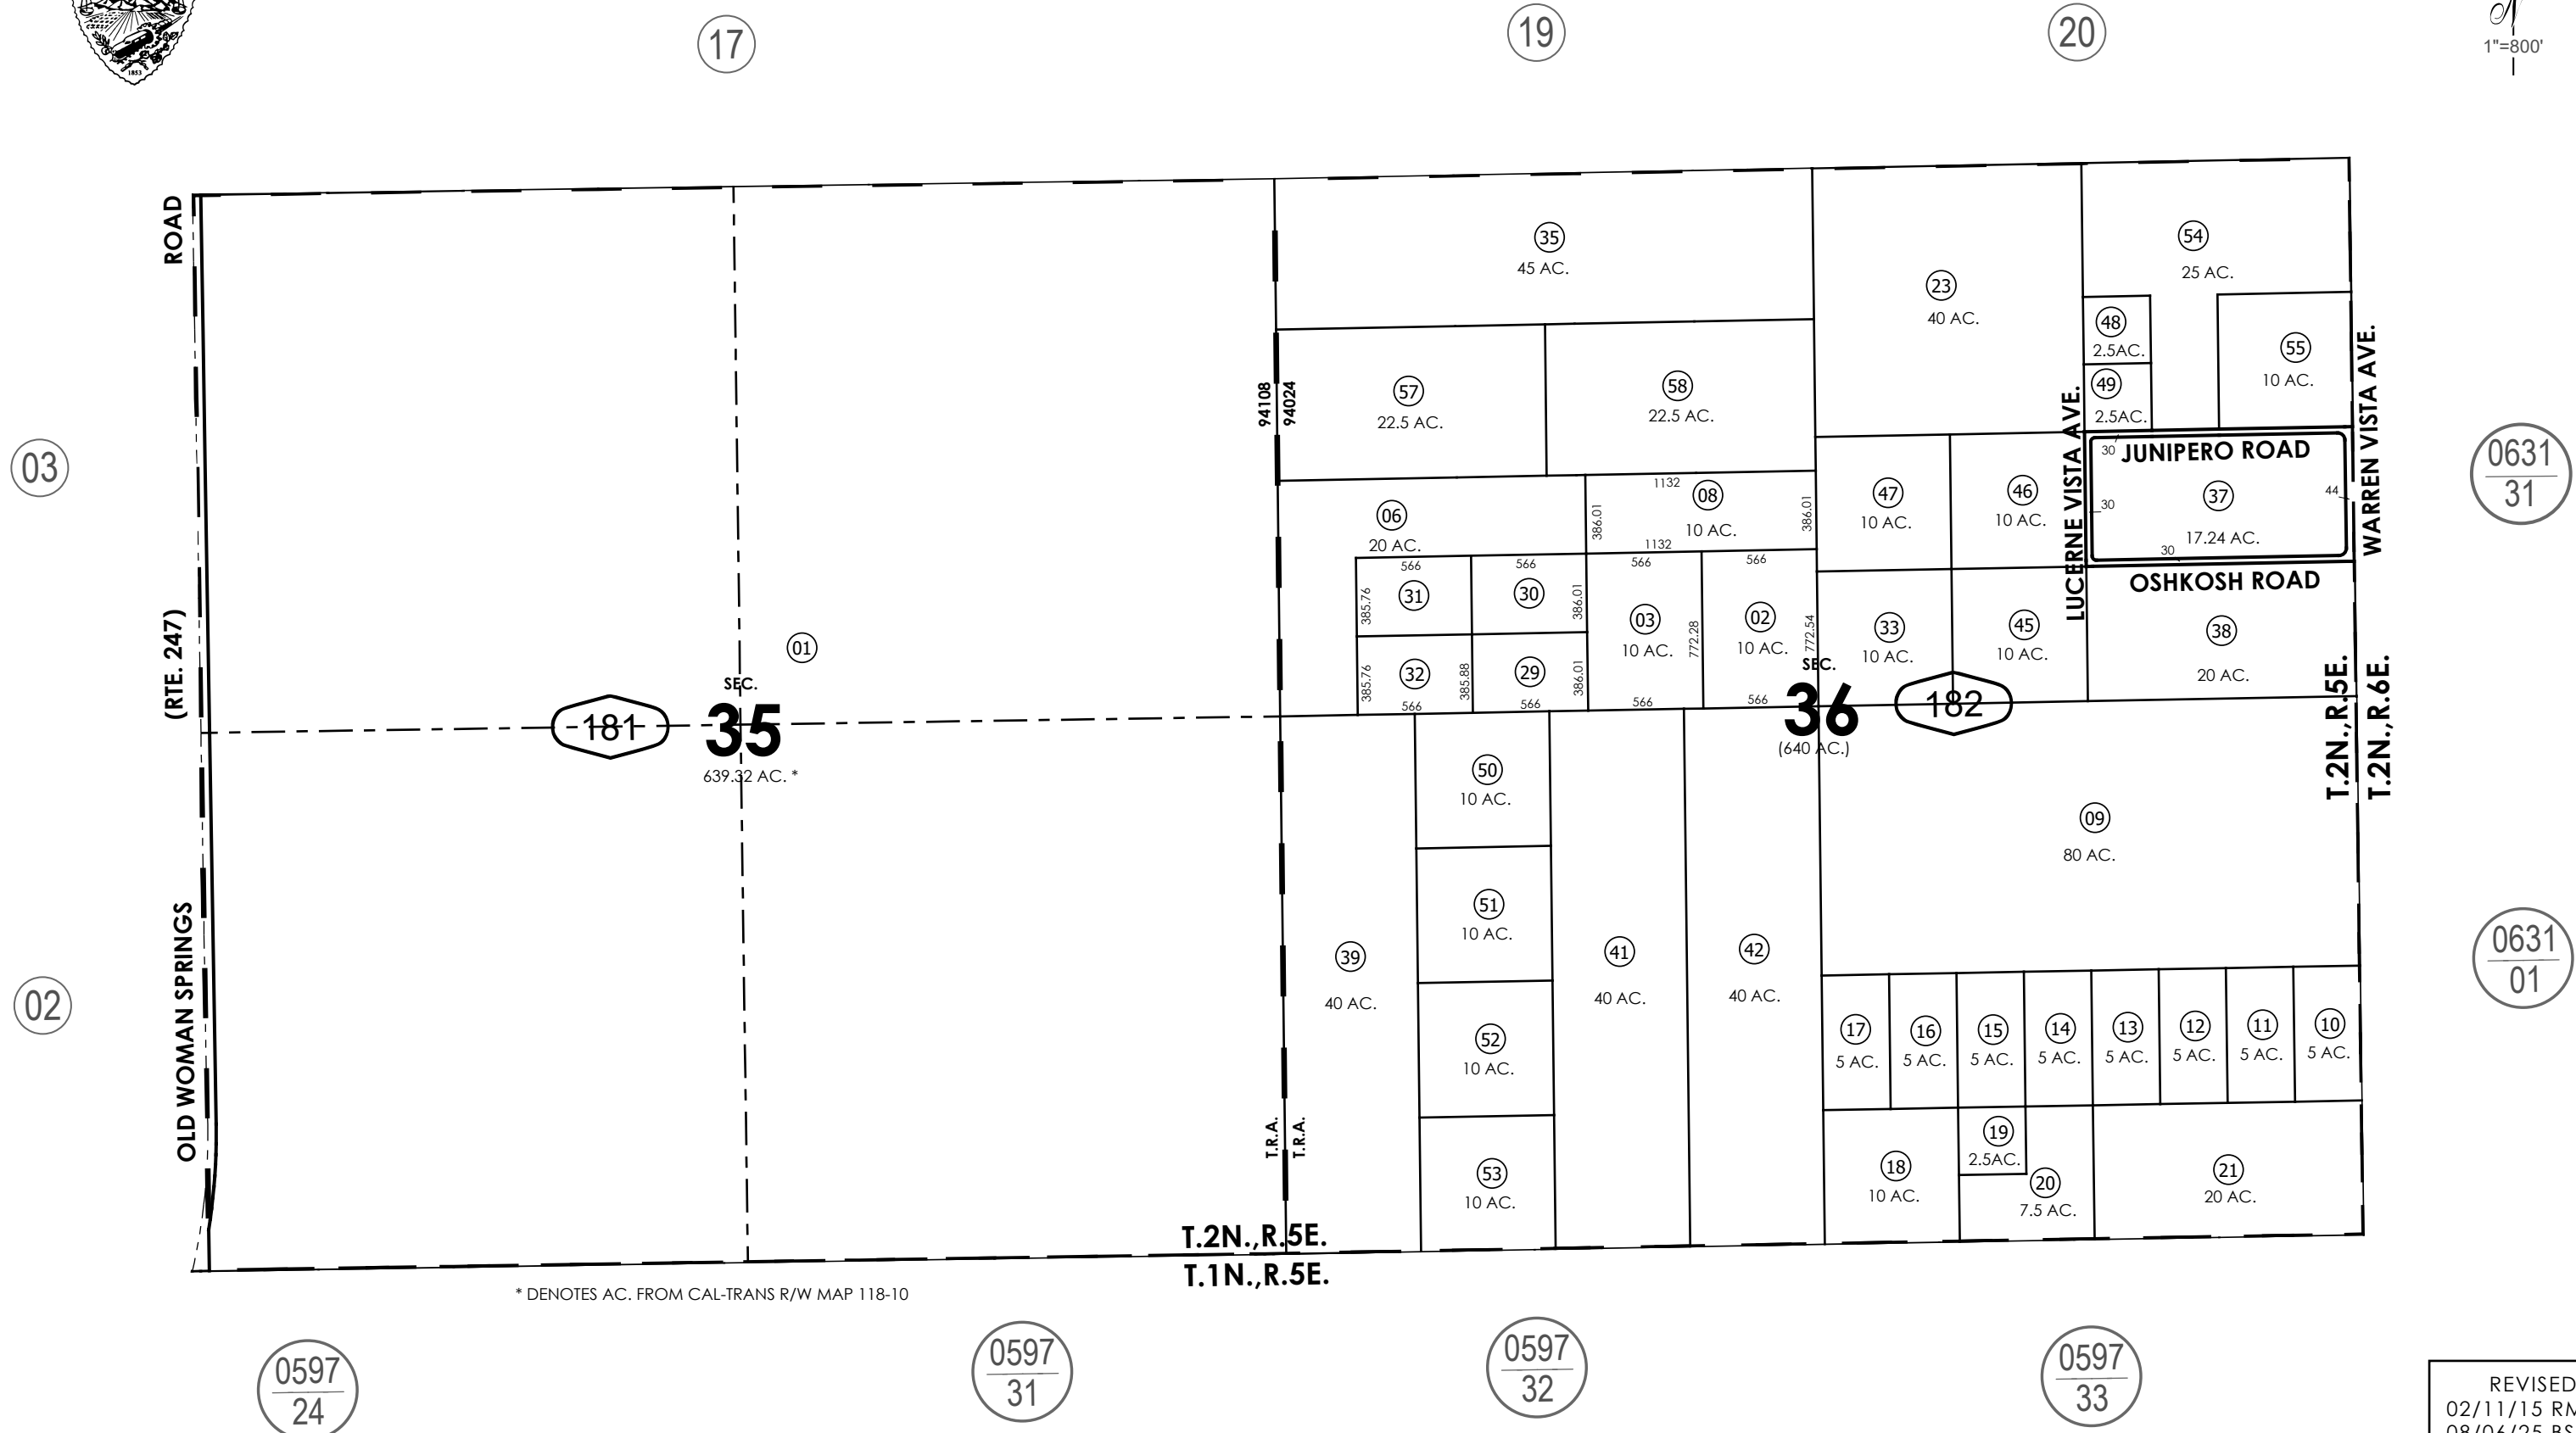 1853
17
19
20
1"=800'
ROAD
(RTE. 247)
OLD WOMAN SPRINGS
03
02
01
SEC.
35
639.32 AC. *
181
94108
94024
T.R.A.
T.R.A.
35
45 AC.
57
22.5 AC.
58
22.5 AC.
06
20 AC.
1132
08
10 AC.
386.01
386.01
1132
566
566
566
566
385.76
31
30
386.01
03
10 AC.
772.28
02
10 AC.
772.54
385.76
32
385.88
29
386.01
566
566
566
566
23
40 AC.
54
25 AC.
48
2.5AC.
49
2.5AC.
55
10 AC.
LUCERNE VISTA AVE.
WARREN VISTA AVE.
47
10 AC.
46
10 AC.
30
JUNIPERO ROAD
37
44
30
17.24 AC.
30
OSHKOSH ROAD
33
10 AC.
45
10 AC.
38
20 AC.
SEC.
36
(640 AC.)
182
T.2N.,R.5E.
T.2N.,R.6E.
0631
31
0631
01
50
10 AC.
51
10 AC.
52
10 AC.
53
10 AC.
39
40 AC.
41
40 AC.
42
40 AC.
09
80 AC.
17
5 AC.
16
5 AC.
15
5 AC.
14
5 AC.
13
5 AC.
12
5 AC.
11
5 AC.
10
5 AC.
18
10 AC.
19
2.5AC.
20
7.5 AC.
21
20 AC.
T.2N.,R.5E.
T.1N.,R.5E.
* DENOTES AC. FROM CAL-TRANS R/W MAP 118-10
0597
24
0597
31
0597
32
0597
33
REVISED
02/11/15 RM
08/06/25 BS